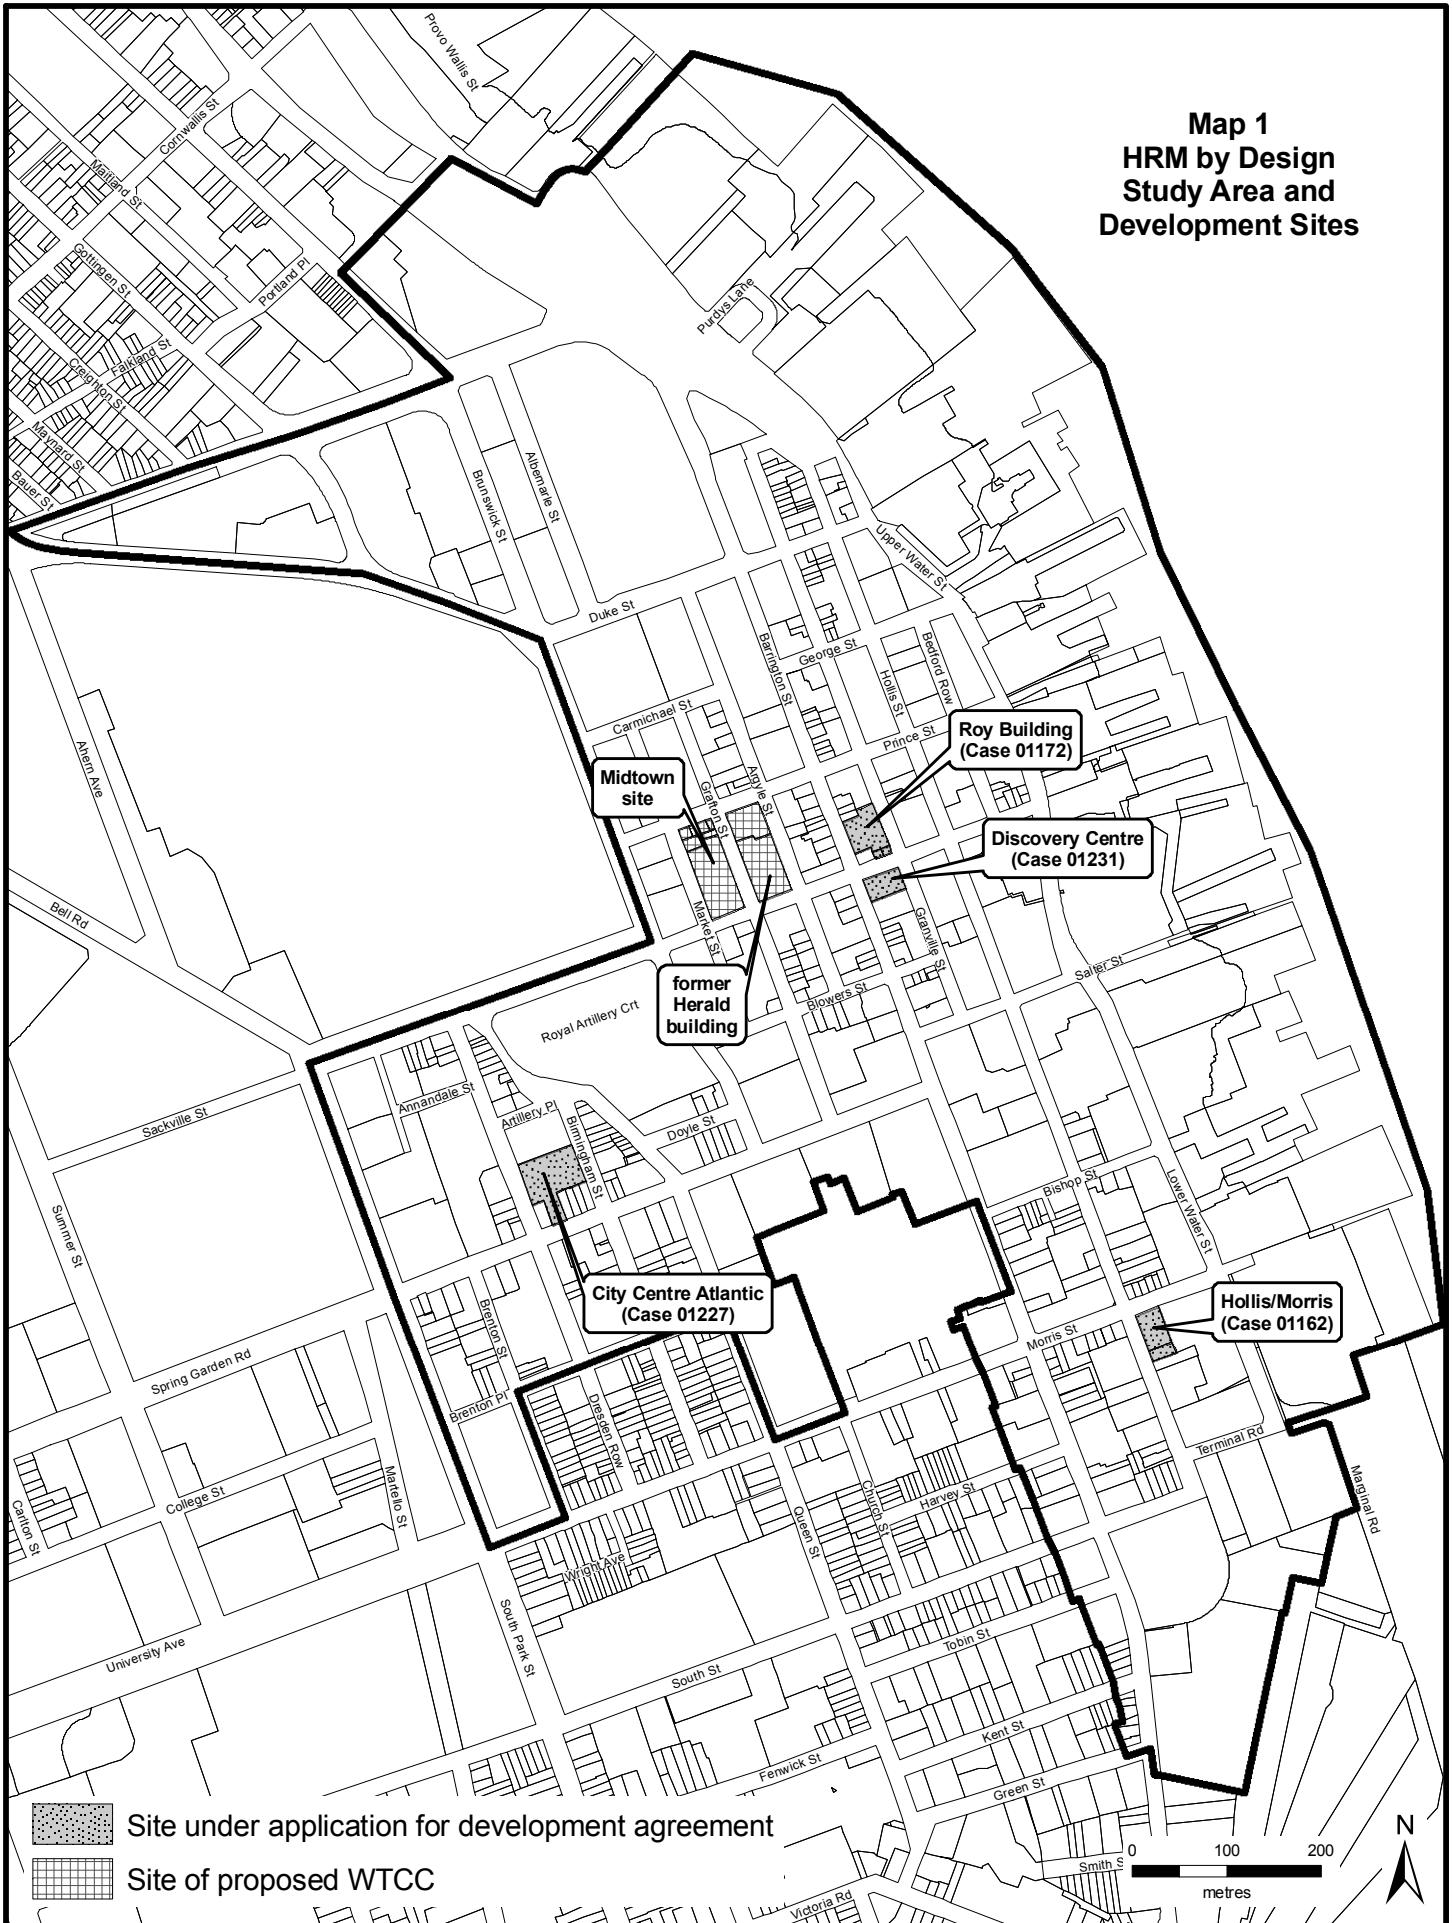 Map 1
HRM by Design
Study Area and
Development Sites
Provo Wallis St
Cornwallis St
Maitland St
Gottingen St
Portland Pl
Falkland St
Creighton St
Maynard St
Bauer St
Purdys Lane
Brunswick St
Albemarle St
Upper Water St
Duke St
Barrington St
George St
Bedford Row
Hollis St
Carmichael St
Prince St
Ahern Ave
Argyle St
Grafton St
Roy Building
(Case 01172)
Midtown
site
Discovery Centre
(Case 01231)
Bell Rd
Market St
Granville St
Salter St
former
Herald
building
Blowers St
Royal Artillery Crt
Annandale St
Artillery Pl
Birmingham St
Doyle St
Sackville St
Summer St
Bishop St
Lower Water St
City Centre Atlantic
(Case 01227)
Hollis/Morris
(Case 01162)
Brenton St
Morris St
Spring Garden Rd
Brenton Pl
Dresden Row
Terminal Rd
Marginal Rd
College St
Martello St
Carlton St
Queen St
Church St
Harvey St
Wright Ave
South Park St
University Ave
Tobin St
South St
Kent St
Fenwick St
Green St
Smith S
Victoria Rd
Site under application for development agreement
Site of proposed WTCC
0 100 200
metres
N